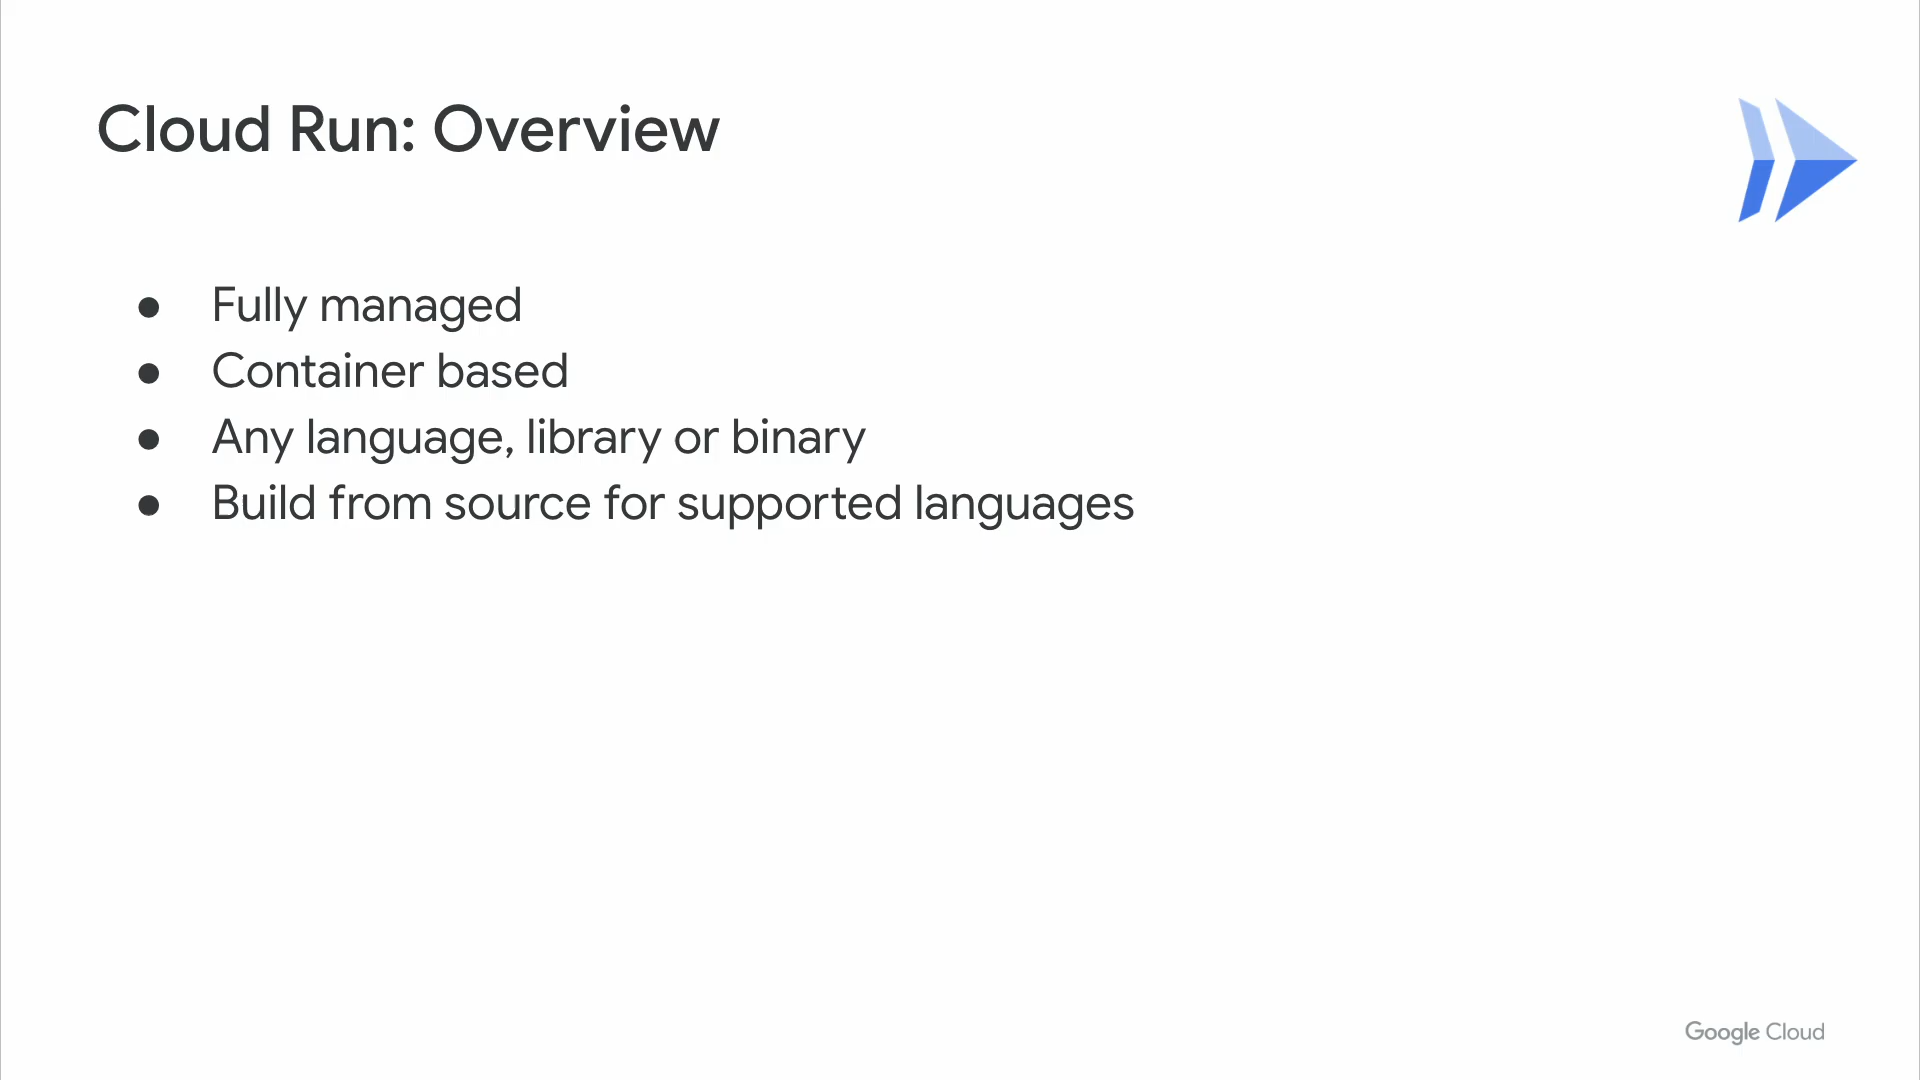 Cloud Run: Overview
● Fully managed
● Container based
● Any language, library or binary
● Build from source for supported languages
Google Cloud